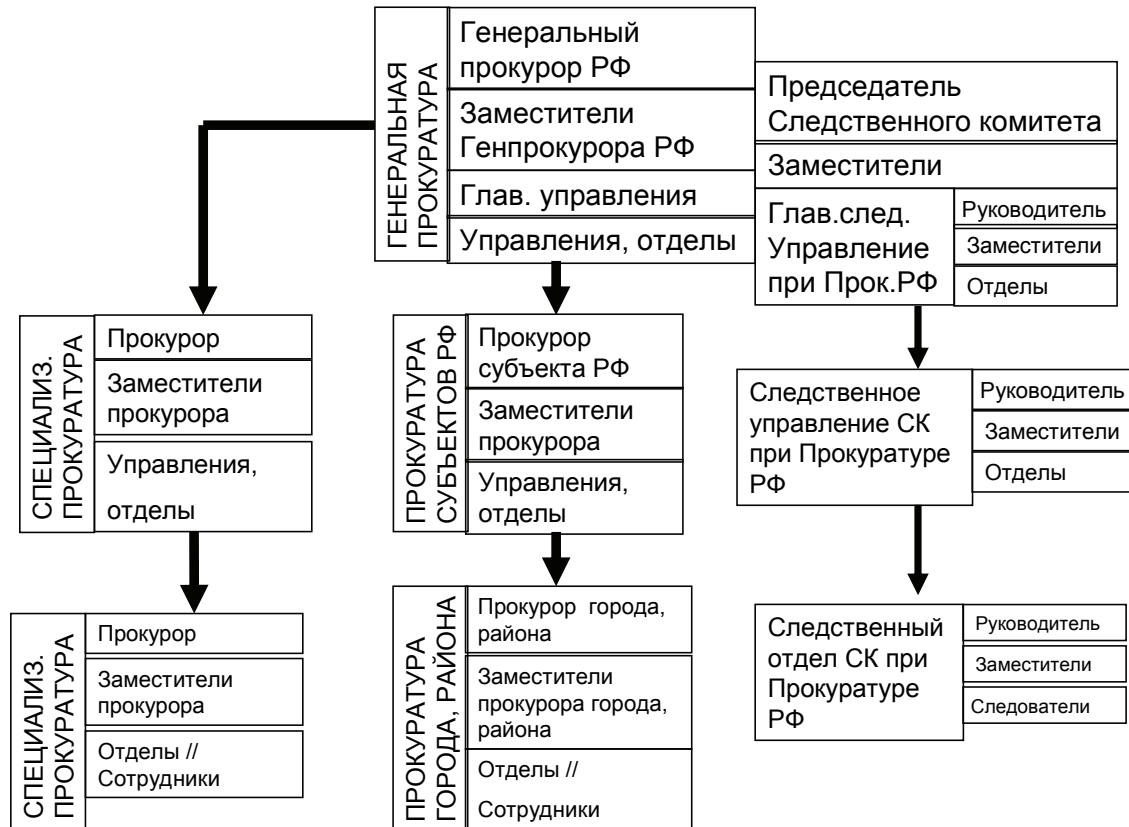 ГЕНЕРАЛЬНАЯ
ПРОКУРАТУРА
Генеральный
прокурор РФ
Заместители
Генпрокурора РФ
Глав. управления
Управления, отделы
Председатель
Следственного комитета
Заместители
Глав.след.
Управление
при Прок.РФ
Руководитель
Заместители
Отделы
СПЕЦИАЛИЗ.
ПРОКУРАТУРА
Прокурор
Заместители
прокурора
Управления,
отделы
ПРОКУРАТУРА
СУБЪЕКТОВ РФ
Прокурор
субъекта РФ
Заместители
прокурора
Управления,
отделы
Следственное
управление СК
при Прокуратуре
РФ
Руководитель
Заместители
Отделы
СПЕЦИАЛИЗ.
ПРОКУРАТУРА
Прокурор
Заместители
прокурора
Отделы //
Сотрудники
ПРОКУРАТУРА
ГОРОДА, РАЙОНА
Прокурор города,
района
Заместители
прокурора города,
района
Отделы //
Сотрудники
Следственный
отдел СК при
Прокуратуре
РФ
Руководитель
Заместители
Следователи